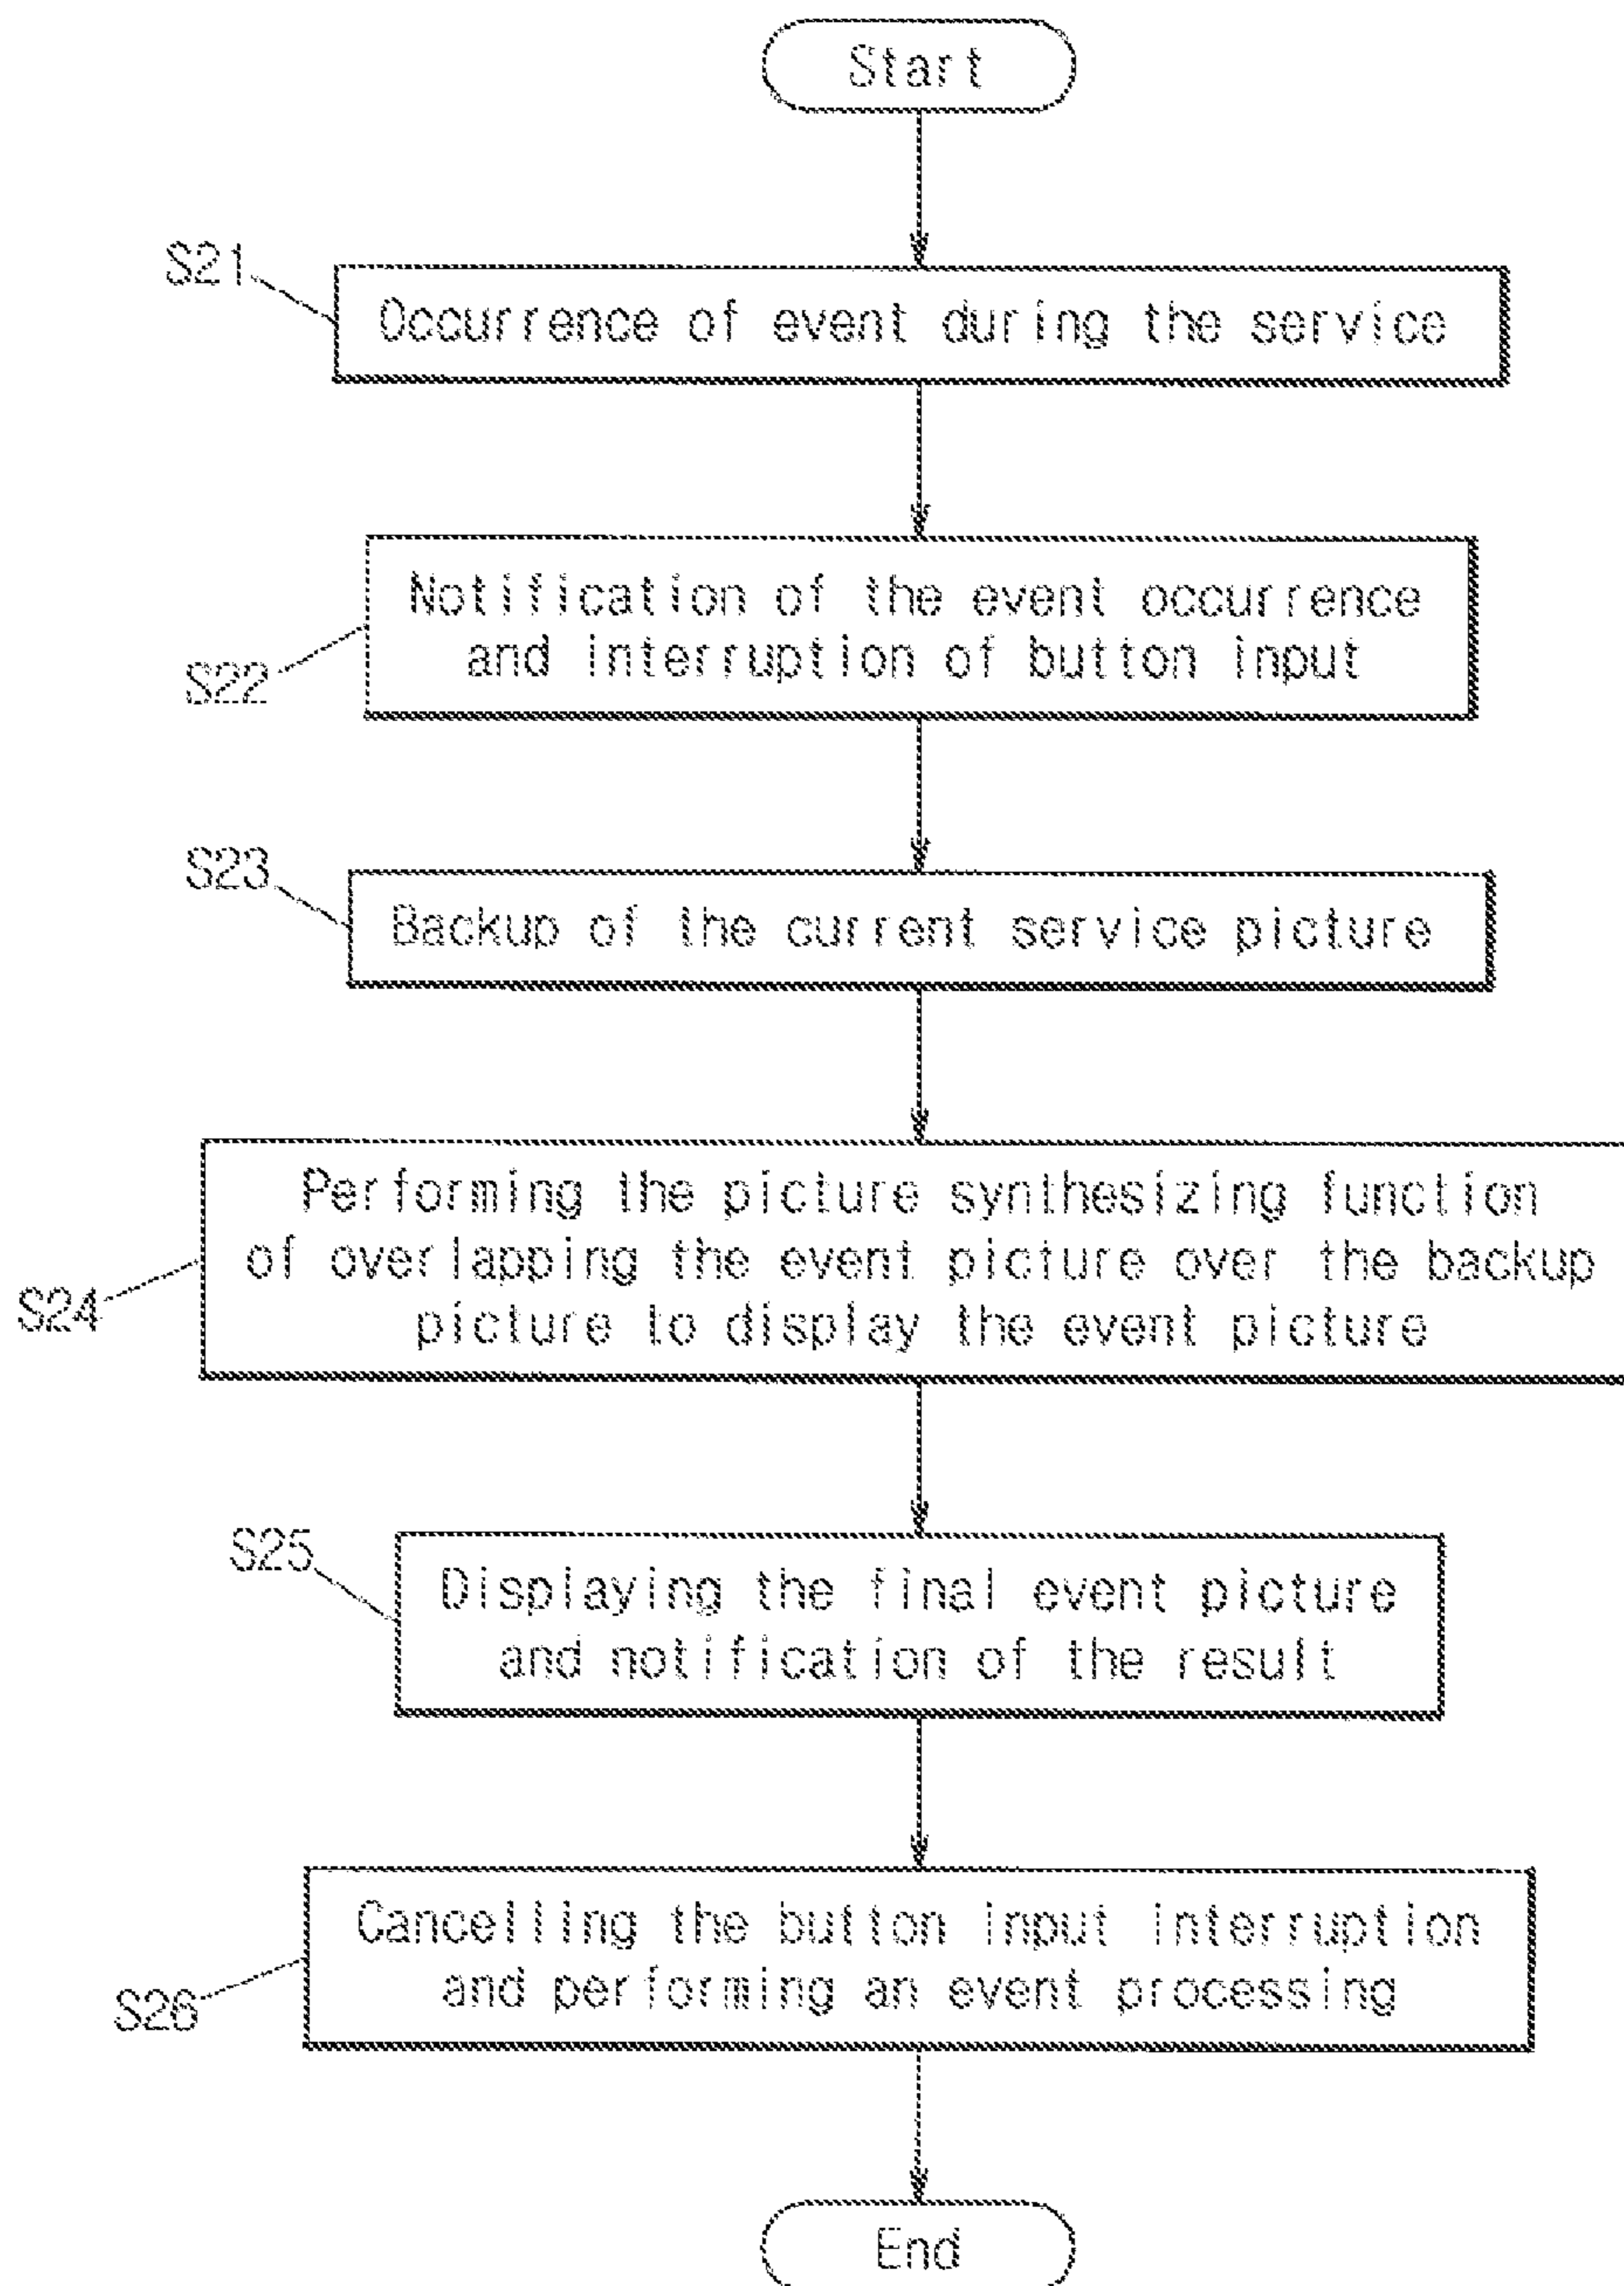 Start
S21
Occurrence of event during the service
S22
Notification of the event occurrence
and interruption of button input
S23
Backup of the current service picture
S24
Performing the picture synthesizing function
of overlapping the event picture over the backup
picture to display the event picture
S25
Displaying the final event picture
and notification of the result
S26
Cancelling the button input interruption
and performing an event processing
End